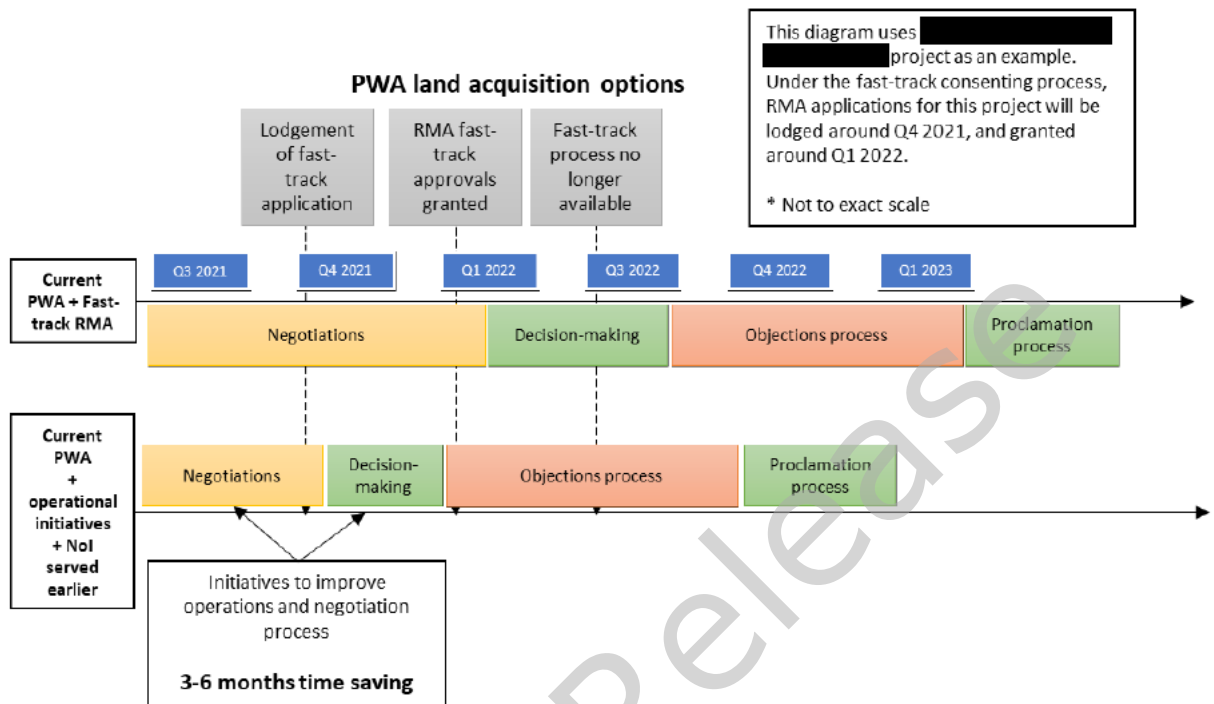 This diagram uses
project as an example.
Under the fast-track consenting process,
RMA applications for this project will be
lodged around Q4 2021, and granted
around Q1 2022.
* Not to exact scale
PWA land acquisition options
Lodgement
of fast-
track
application
RMA fast-
track
approvals
granted
Fast-track
process no
longer
available
Current
PWA + Fast-
track RMA
Q3 2021
Q4 2021
Q1 2022
Q3 2022
Q4 2022
Q1 2023
Negotiations
Decision-making
Objections process
Proclamation
process
Current
PWA
+
operational
initiatives
+ NoI
served
earlier
Negotiations
Decision-
making
Objections process
Proclamation
process
Initiatives to improve
operations and negotiation
process
3-6 months time saving
Release